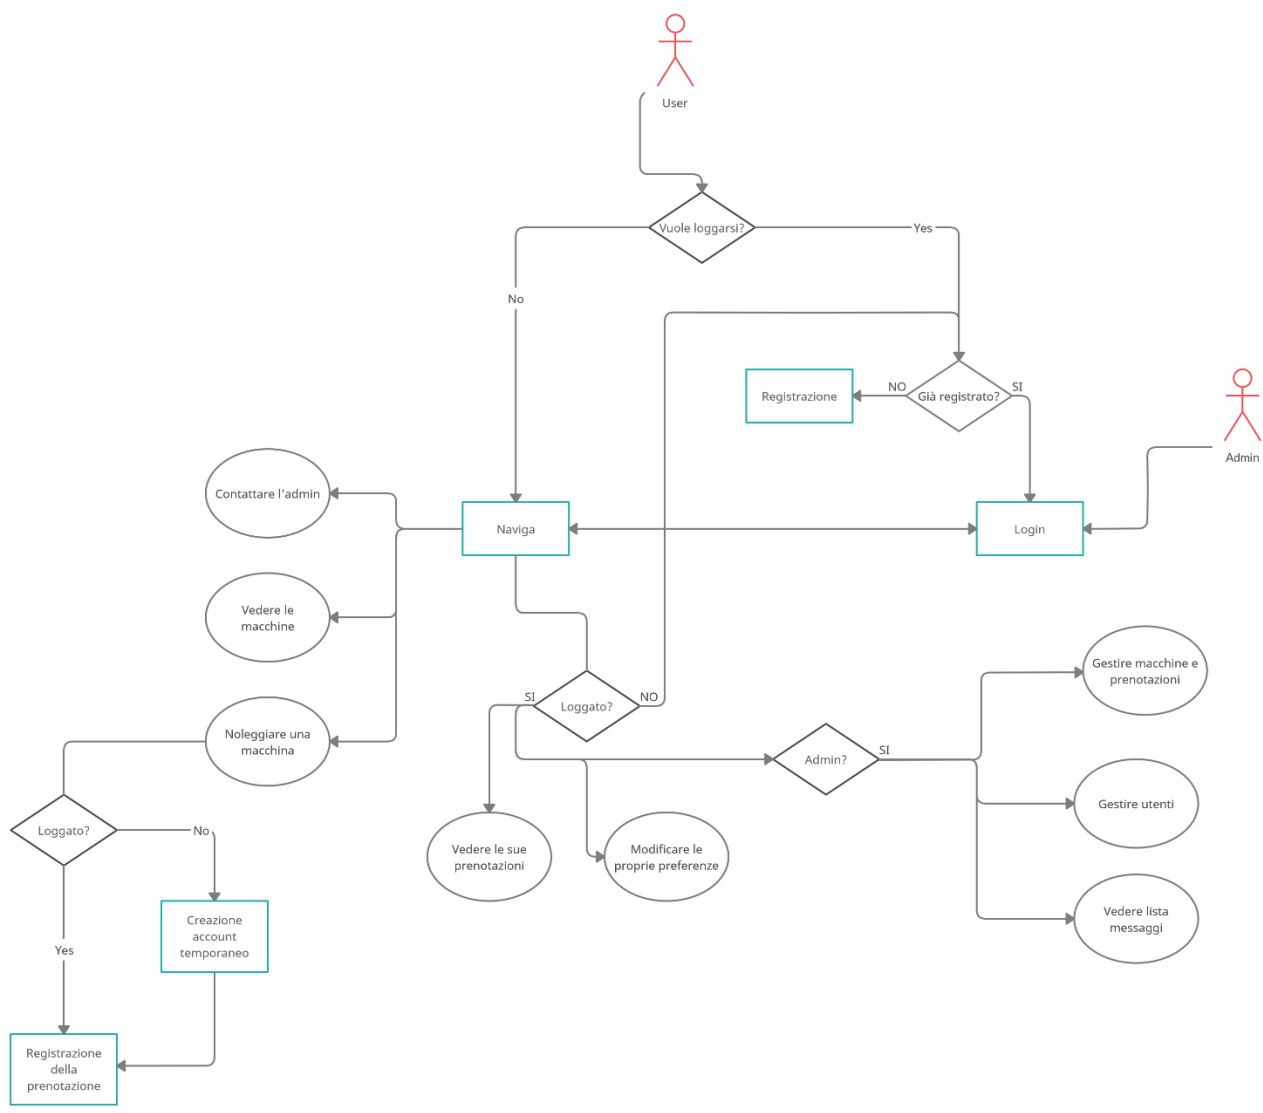 User
Vuole loggarsi?
Yes
No
Registrazione
NO
Già registrato?
SI
Admin
Contattare l'admin
Naviga
Login
Vedere le
macchine
Gestire macchine e
prenotazioni
SI
Loggato?
NO
Noleggiare una
macchina
Admin?
SI
Gestire utenti
Loggato?
No
Vedere le sue
prenotazioni
Modificare le
proprie preferenze
Vedere lista
messaggi
Creazione
account
temporaneo
Yes
Registrazione
della
prenotazione